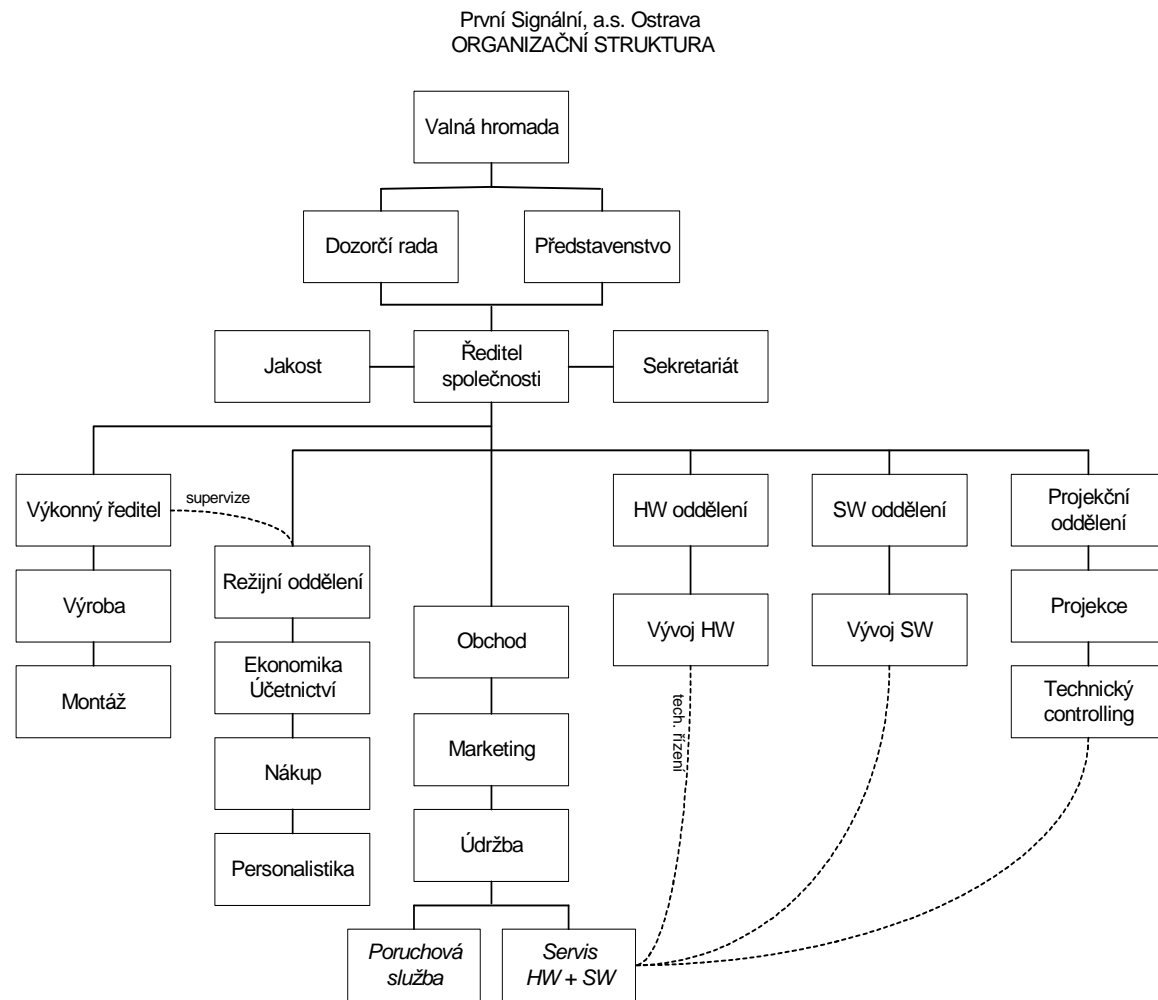 První Signální, a.s. Ostrava
ORGANIZAČNÍ STRUKTURA
Valná hromada
Dozorčí rada
Představenstvo
Jakost
Ředitel
společnosti
Sekretariát
Výkonný ředitel
supervize
HW oddělení
SW oddělení
Projekční
oddělení
Režijní oddělení
Výroba
Obchod
Vývoj HW
Vývoj SW
Projekce
Ekonomika
Účetnictví
Montáž
Marketing
tech. řízení
Technický
controlling
Nákup
Údržba
Personalistika
Poruchová
služba
Servis
HW + SW